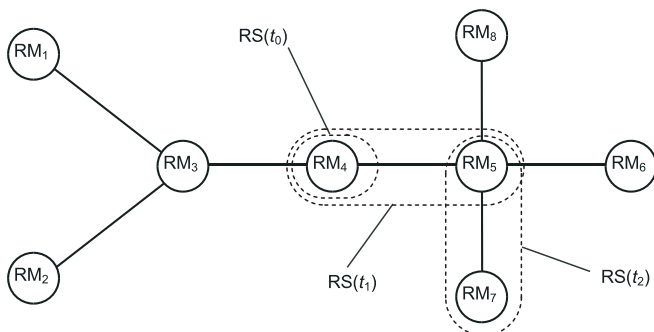 RM₁
RM₈
RS(t₀)
RM₃
RM₄
RM₅
RM₆
RM₂
RS(t₁)
RS(t₂)
RM₇